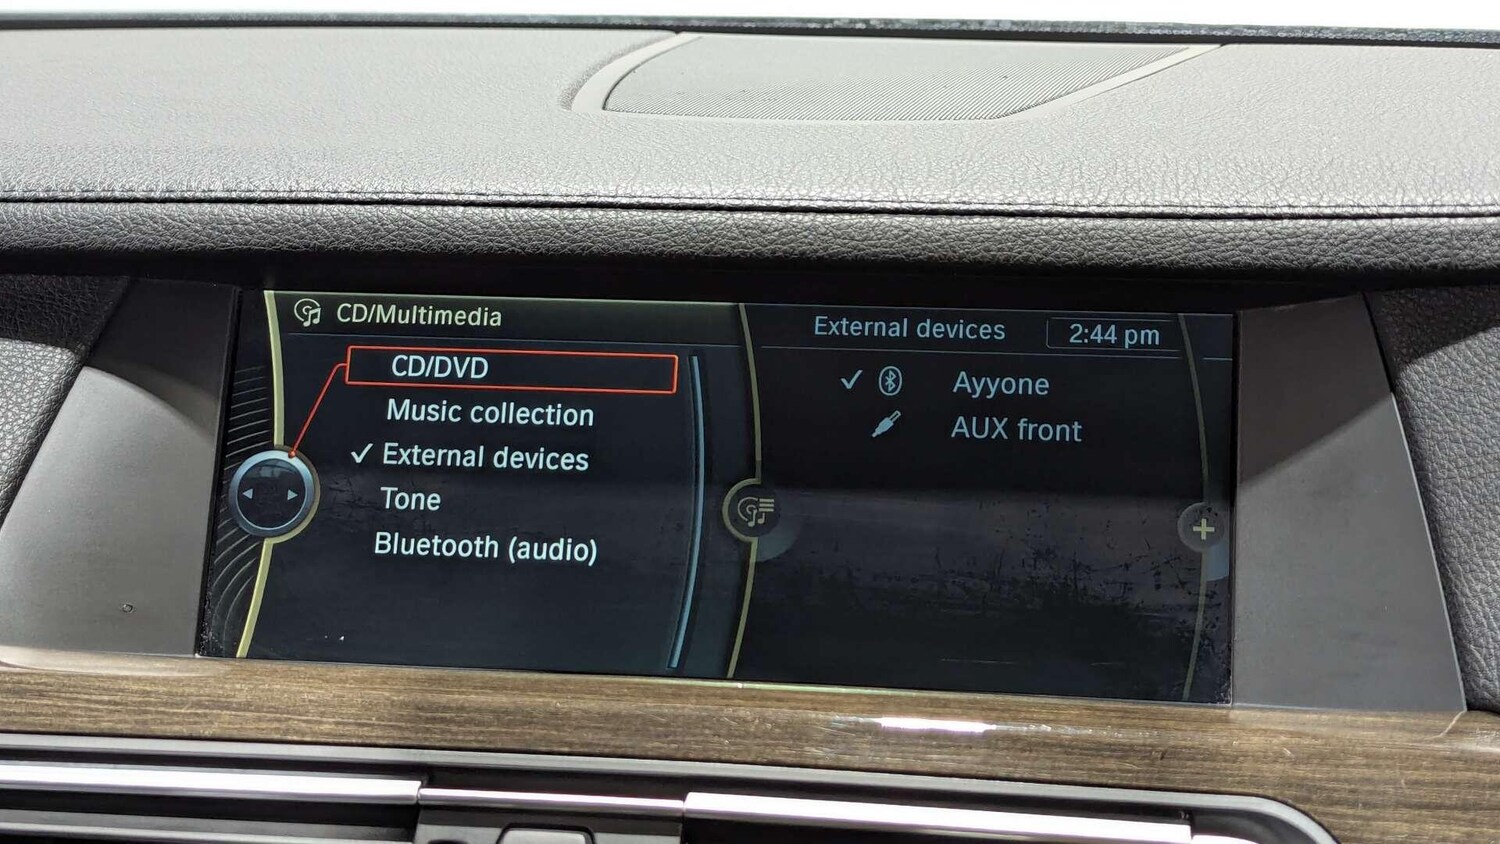 CD/Multimedia
CD/DVD
Music collection
External devices
Tone
Bluetooth (audio)
External devices
2:44 pm
Ayyone
AUX front